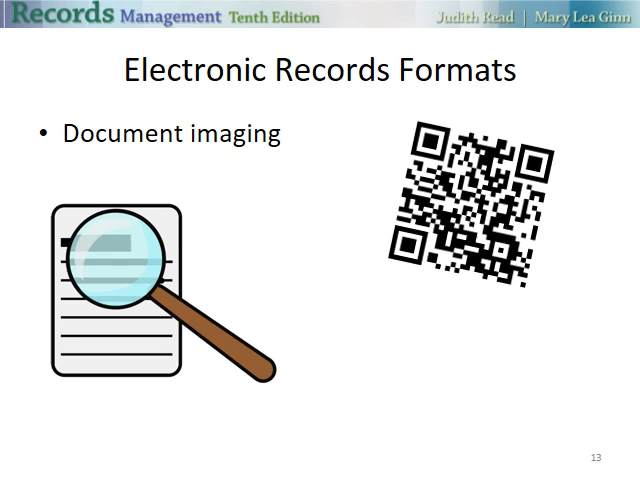 Records Management Tenth Edition Judith Read | Mary Lea Ginn
Electronic Records Formats
• Document imaging
13